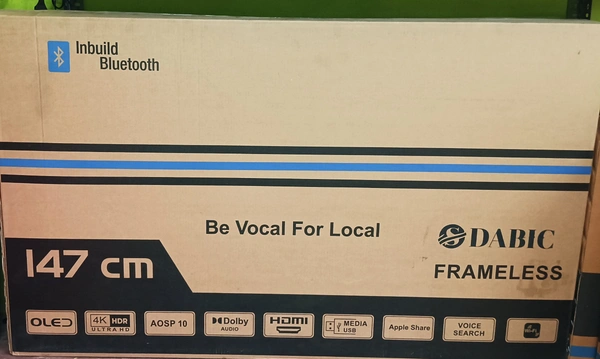 Inbuild
Bluetooth
Be Vocal For Local
DABIC
FRAMELESS
147 cm
OLED
4K HDR
ULTRA HD
AOSP 10
Dolby
AUDIO
HDMI
MEDIA
USB
Apple Share
VOICE
SEARCH